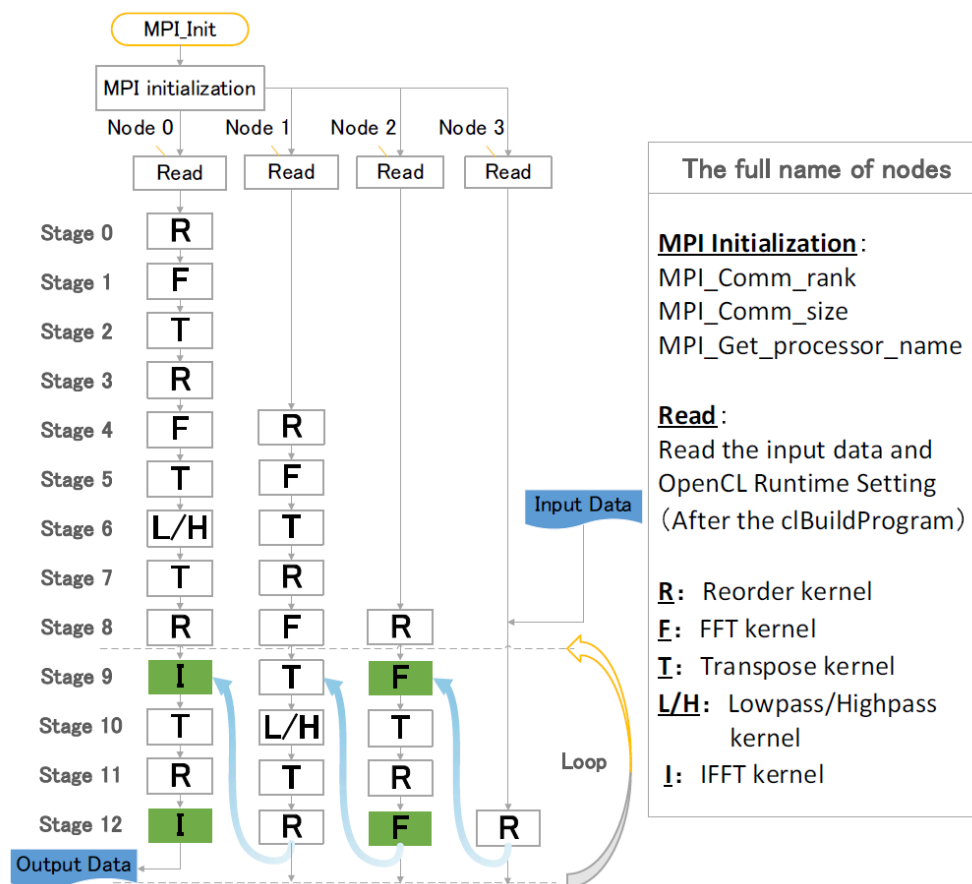 MPI_Init
MPI initialization
Node 0 Node 1 Node 2 Node 3
Read Read Read Read
Stage 0 R
Stage 1 F
Stage 2 T
Stage 3 R
Stage 4 F R
Stage 5 T F
Stage 6 L/H T
Stage 7 T R
Stage 8 R F R
Stage 9 I T F
Stage 10 T L/H T
Stage 11 R T R
Stage 12 I R F R
Input Data
Loop
Output Data
The full name of nodes
MPI Initialization:
MPI_Comm_rank
MPI_Comm_size
MPI_Get_processor_name
Read:
Read the input data and
OpenCL Runtime Setting
(After the clBuildProgram)
R: Reorder kernel
F: FFT kernel
T: Transpose kernel
L/H: Lowpass/Highpass
kernel
I: IFFT kernel